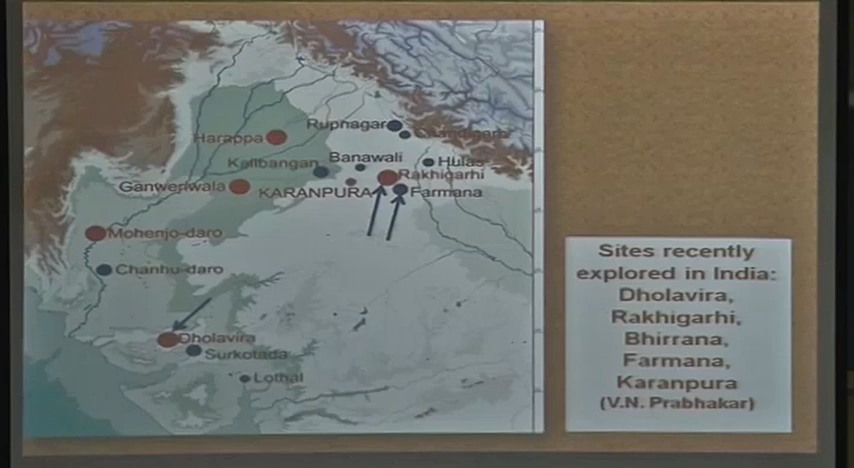 Rupnagar
Chandigarh
Harappa
Banawali
Hulas
Kalibangan
Rakhigarhi
Ganweriwala
KARANPURA
Farmana
Mohenjo-daro
Chanhu-daro
Dholavira
Surkotada
Lothal
Sites recently
explored in India:
Dholavira,
Rakhigarhi,
Bhirrana,
Farmana,
Karanpura
(V.N. Prabhakar)